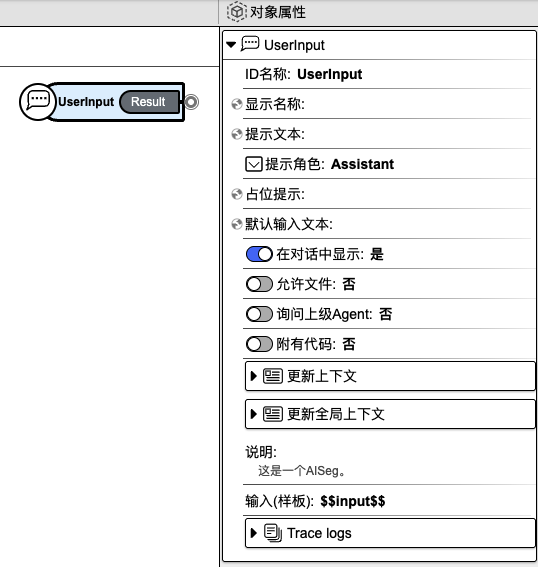 对象属性
UserInput
ID名称: UserInput
UserInput Result
显示名称:
提示文本:
提示角色: Assistant
占位提示:
默认输入文本:
在对话中显示: 是
允许文件: 否
询问上级Agent: 否
附有代码: 否
更新上下文
更新全局上下文
说明:
这是一个AISeg。
输入(样板): $$input$$
Trace logs